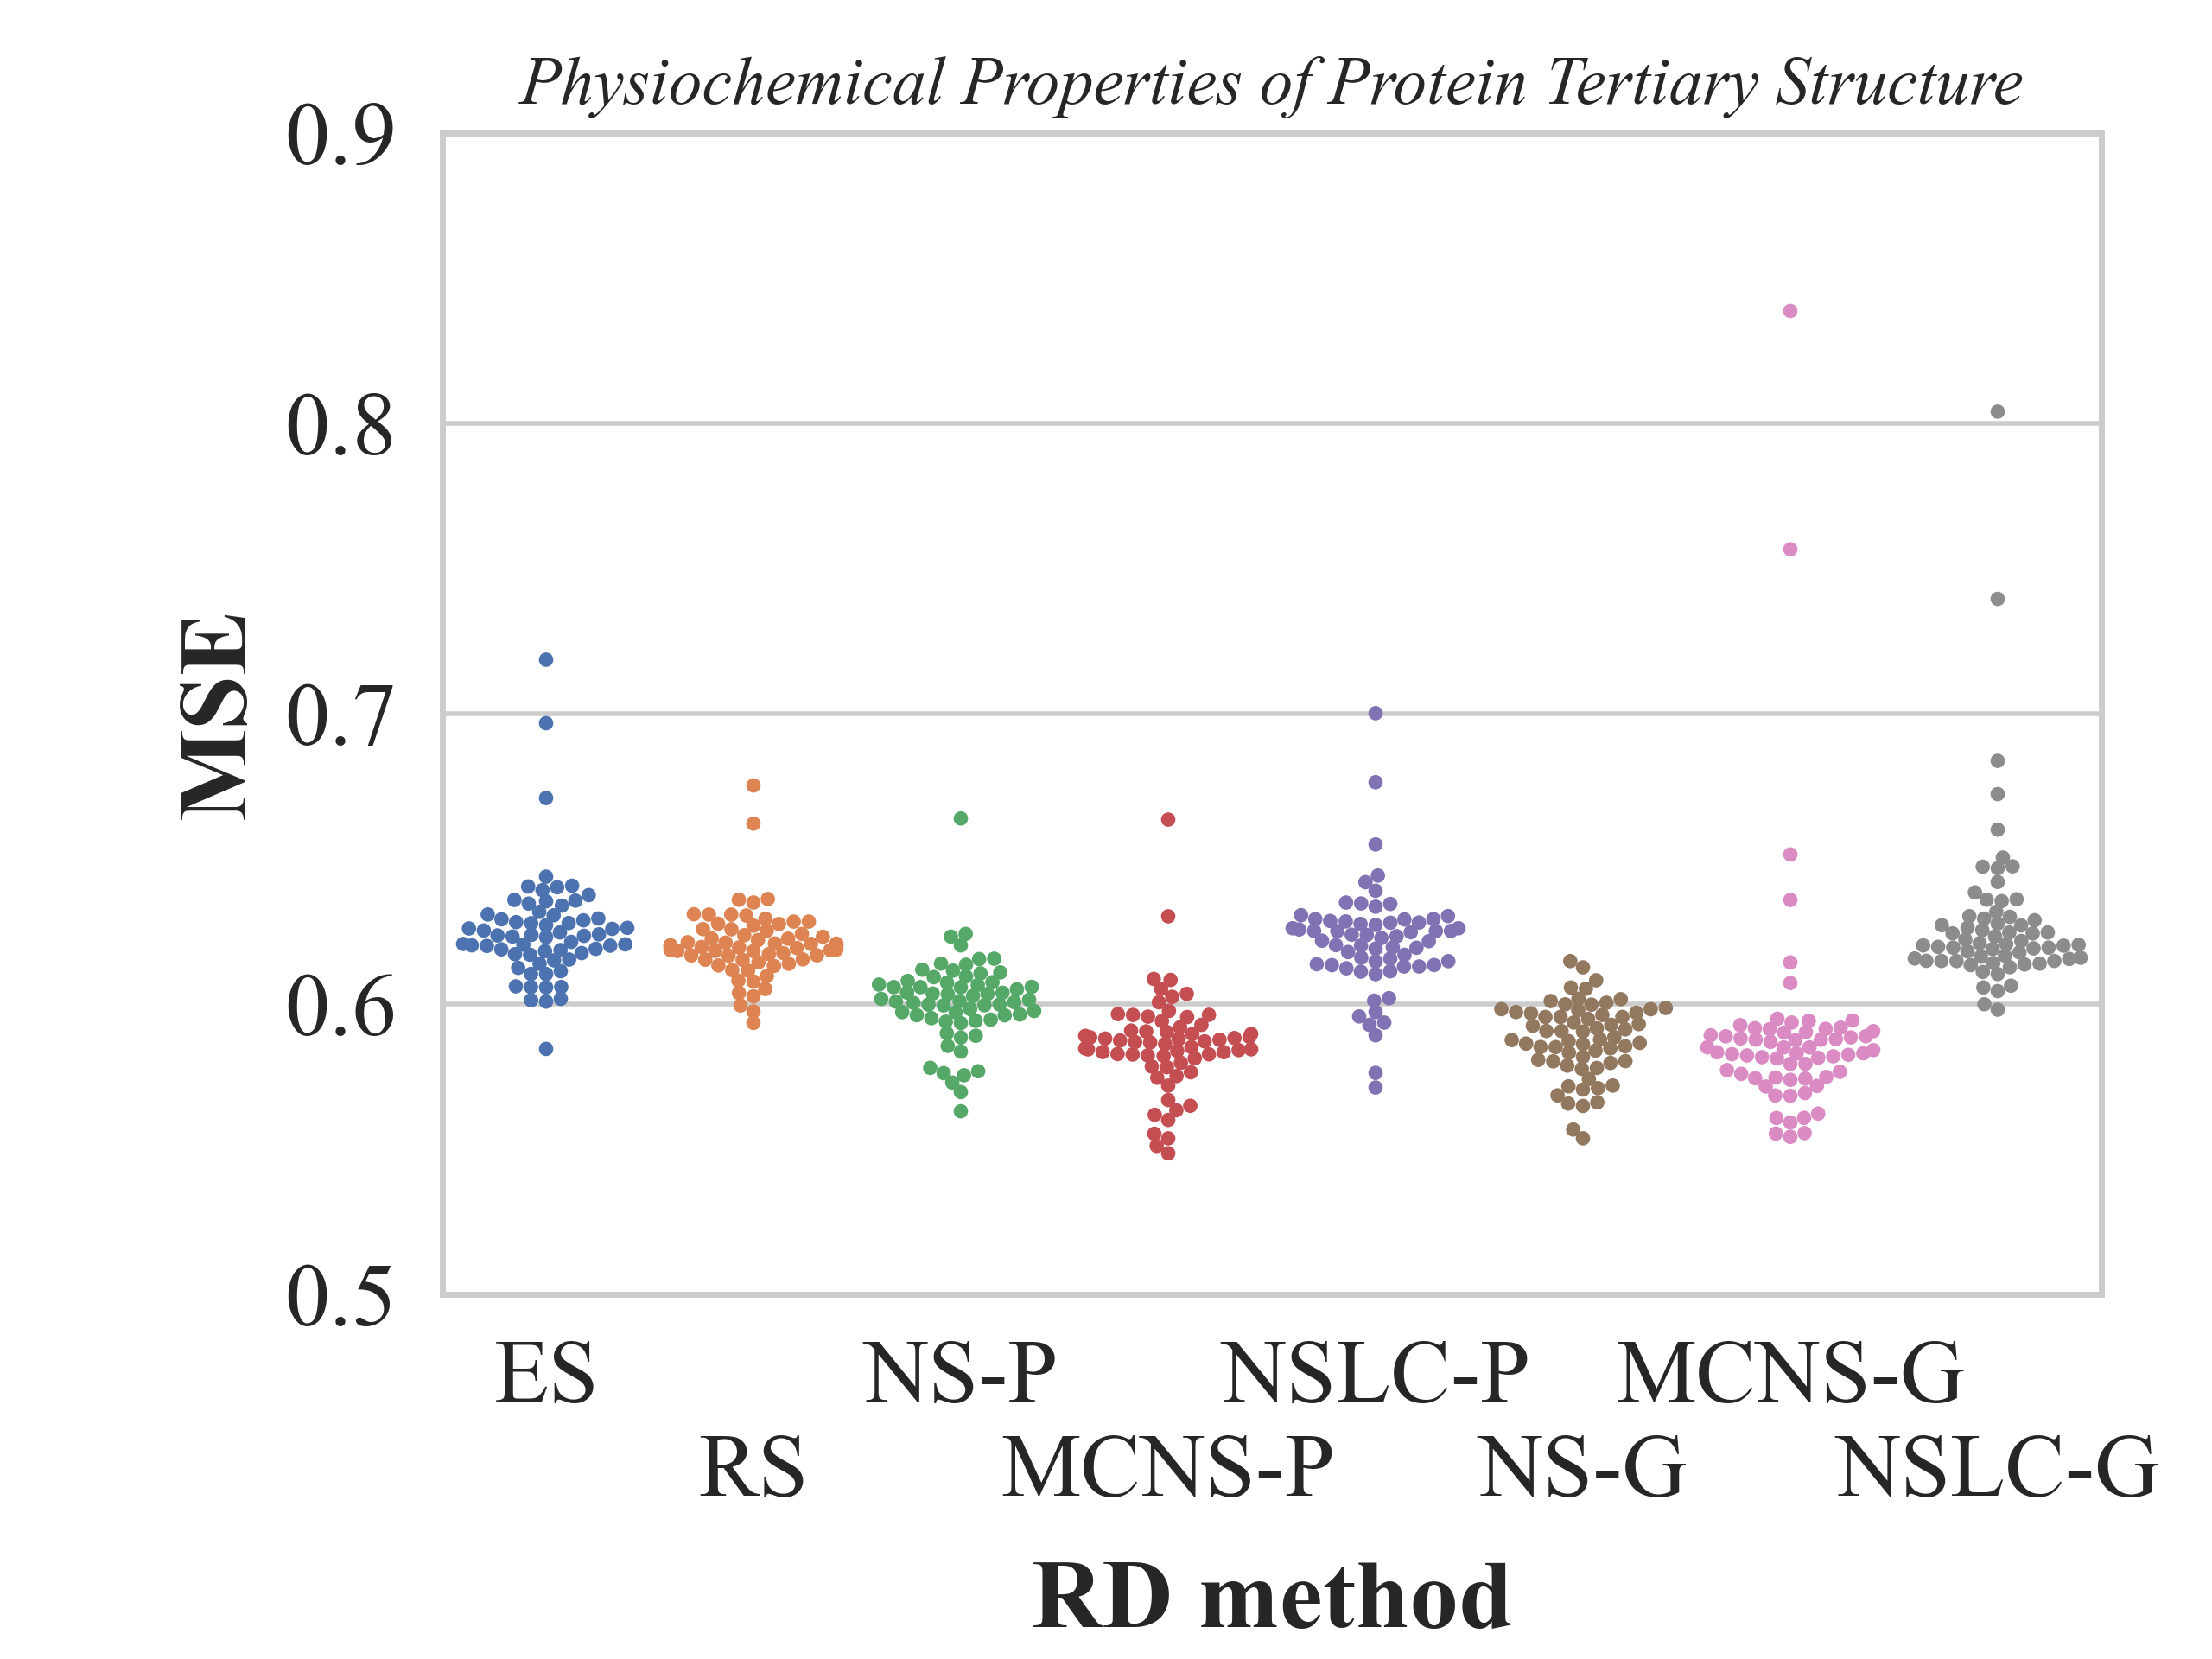 Physiochemical Properties of Protein Tertiary Structure
0.9
0.8
0.7
0.6
0.5
MSE
ES
NS-P
NSLC-P
MCNS-G
RS
MCNS-P
NS-G
NSLC-G
RD method